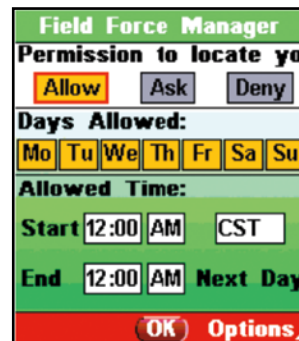 Field Force Manager
Permission to locate yo
Allow Ask Deny
Days Allowed:
Mo Tu We Th Fr Sa Su
Allowed Time:
Start 12:00 AM CST
End 12:00 AM Next Day
OK Options